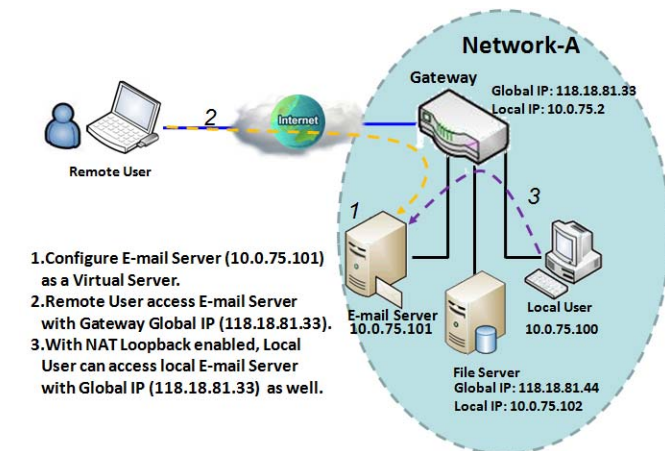 Network-A
Gateway
Global IP: 118.18.81.33
Local IP: 10.0.75.2
2
Internet
Remote User
1
3
1.Configure E-mail Server (10.0.75.101)
as a Virtual Server.
2.Remote User access E-mail Server
with Gateway Global IP (118.18.81.33).
3.With NAT Loopback enabled, Local
User can access local E-mail Server
with Global IP (118.18.81.33) as well.
E-mail Server
10.0.75.101
Local User
10.0.75.100
File Server
Global IP: 118.18.81.44
Local IP: 10.0.75.102